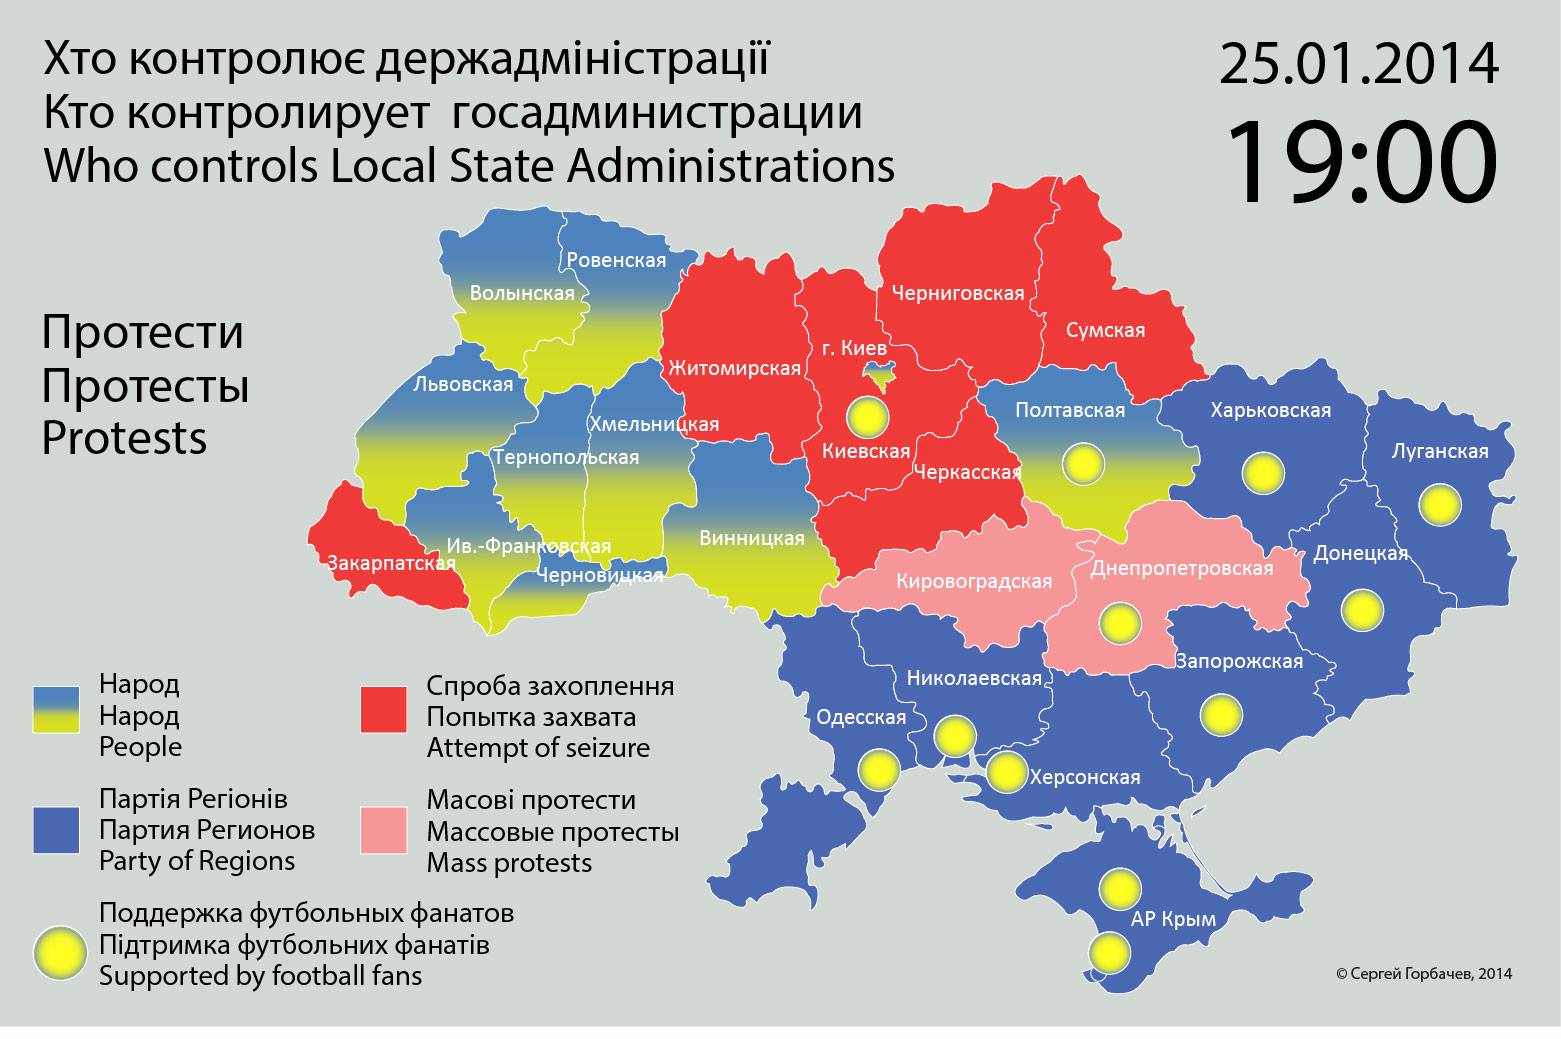 Хто контролює держадміністрації
Кто контролирует госадминистрации
Who controls Local State Administrations
25.01.2014
19:00
Протести
Протесты
Protests
Ровенская
Волынская
Черниговская
Сумская
г. Киев
Житомирская
Львовская
Хмельницкая
Полтавская
Харьковская
Тернопольская
Киевская
Черкасская
Луганская
Винницкая
Ив.-Франковская
Закарпатская
Черновицкая
Кировоградская
Днепропетровская
Донецкая
Николаевская
Запорожская
Одесская
Херсонская
АР Крым
Народ
Народ
People
Спроба захоплення
Попытка захвата
Attempt of seizure
Партія Регіонів
Партия Регионов
Party of Regions
Масові протести
Массовые протесты
Mass protests
Поддержка футбольных фанатов
Підтримка футбольних фанатів
Supported by football fans
© Сергей Горбачев, 2014